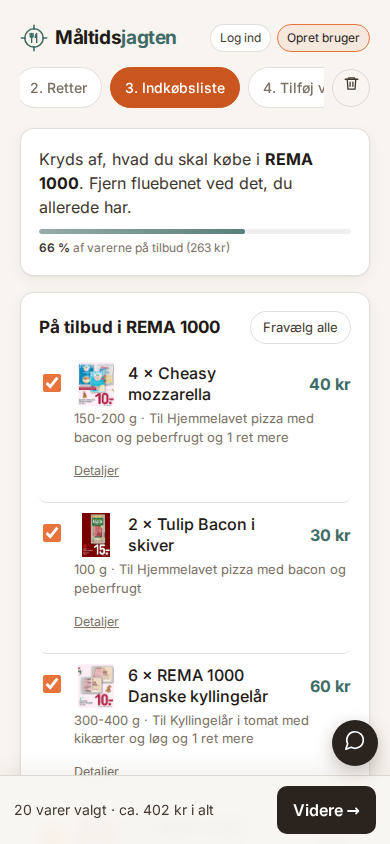 Måltidsjagten
Log ind
Opret bruger
2. Retter
3. Indkøbsliste
4. Tilføj
Kryds af, hvad du skal købe i REMA
1000. Fjern fluebenet ved det, du
allerede har.
66 % af varerne på tilbud (263 kr)
På tilbud i REMA 1000
Fravælg alle
4 × Cheasy
mozzarella
40 kr
150-200 g · Til Hjemmelavet pizza med
bacon og peberfrugt og 1 ret mere
Detaljer
2 × Tulip Bacon i
skiver
30 kr
15.-
100 g · Til Hjemmelavet pizza med bacon og
peberfrugt
Detaljer
6 × REMA 1000
Danske kyllingelår
60 kr
10.-
300-400 g · Til Kyllingelår i tomat med
kikærter og løg og 1 ret mere
Detaljer
20 varer valgt · ca. 402 kr i alt
Videre →